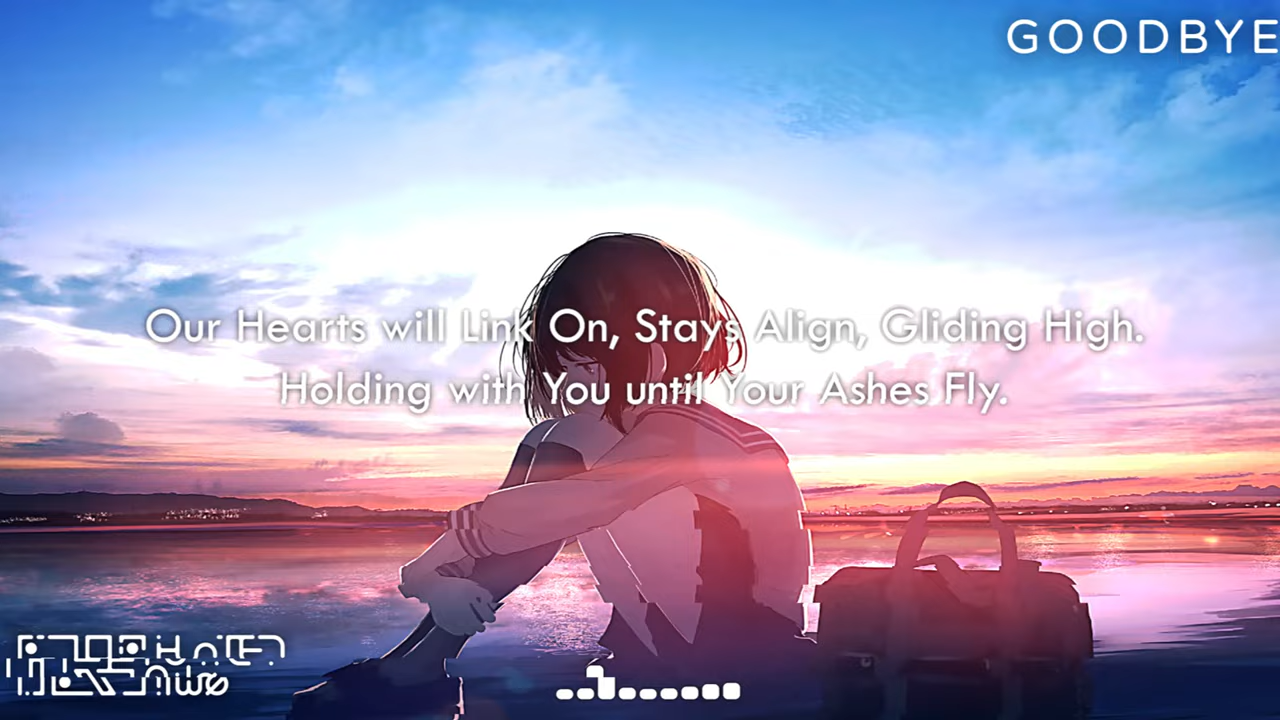 GOODBYE
Our Hearts will Link On, Stays Align, Gliding High.
Holding with You until Your Ashes Fly.